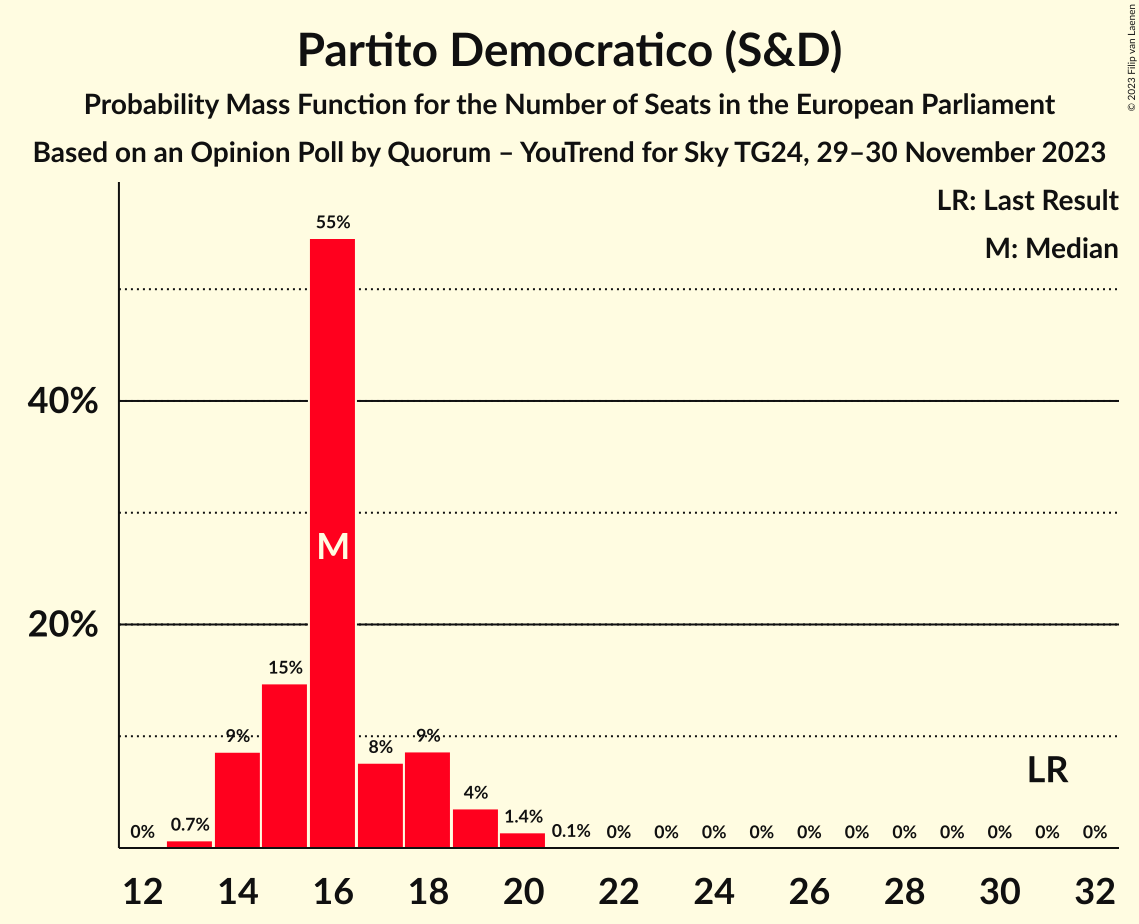 Partito Democratico (S&D)
Probability Mass Function for the Number of Seats in the European Parliament
Based on an Opinion Poll by Quorum – YouTrend for Sky TG24, 29–30 November 2023
© 2023 Filip van Laenen
LR: Last Result
M: Median
55%
40%
M
20%
15%
9% 9%
8%
LR
4%
1.4%
0% 0.7% 0.1% 0% 0% 0% 0% 0% 0% 0% 0% 0% 0% 0%
12 14 16 18 20 22 24 26 28 30 32